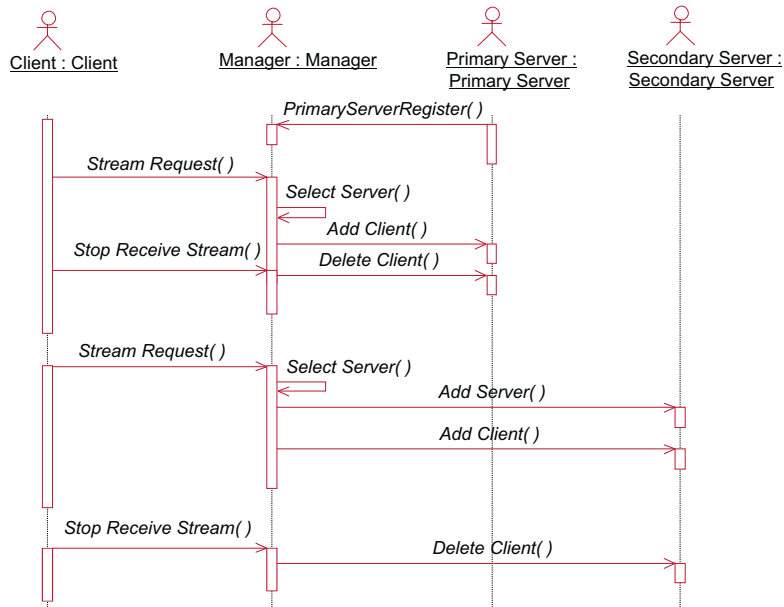 Client : Client
Manager : Manager
Primary Server :
Primary Server
Secondary Server :
Secondary Server
PrimaryServerRegister( )
Stream Request( )
Select Server( )
Add Client( )
Stop Receive Stream( )
Delete Client( )
Stream Request( )
Select Server( )
Add Server( )
Add Client( )
Stop Receive Stream( )
Delete Client( )